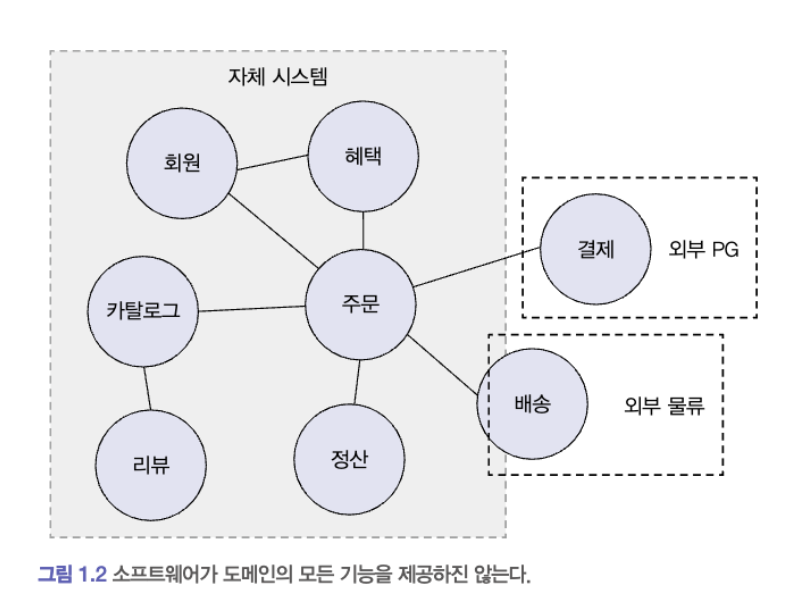 자체 시스템
회원
혜택
결제
외부 PG
카탈로그
주문
배송
외부 물류
리뷰
정산
그림 1.2 소프트웨어가 도메인의 모든 기능을 제공하진 않는다.